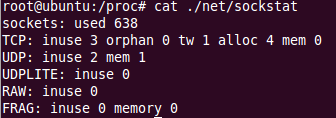 root@ubuntu:/proc# cat ./net/sockstat
sockets: used 638
TCP: inuse 3 orphan 0 tw 1 alloc 4 mem 0
UDP: inuse 2 mem 1
UDPLITE: inuse 0
RAW: inuse 0
FRAG: inuse 0 memory 0